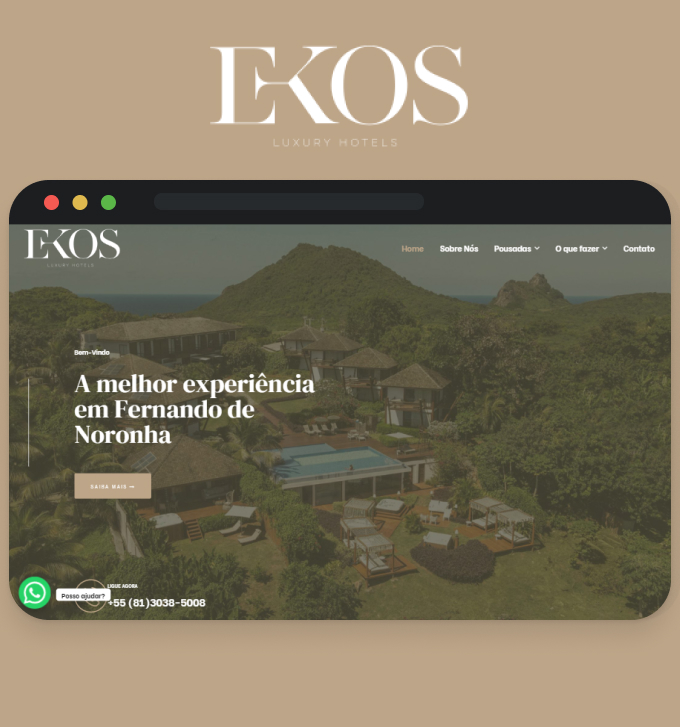 EKOS
LUXURY HOTELS
EKOS
LUXURY HOTELS
Home Sobre Nós Pousadas O que fazer Contato
Bem-Vindo
A melhor experiência
em Fernando de
Noronha
SAIBA MAIS →
LIGUE AGORA
Posso ajudar?
+55 (81)3038-5008